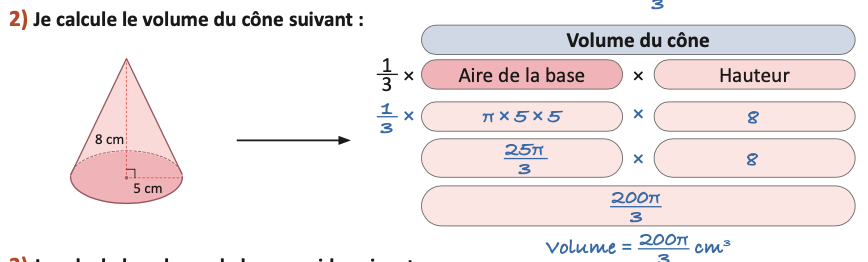 3
2) Je calcule le volume du cône suivant :
Volume du cône
1/3 × Aire de la base × Hauteur
8 cm
5 cm
1/3 × π × 5 × 5 × 8
25π/3 × 8
200π/3
Volume = 200π/3 cm³